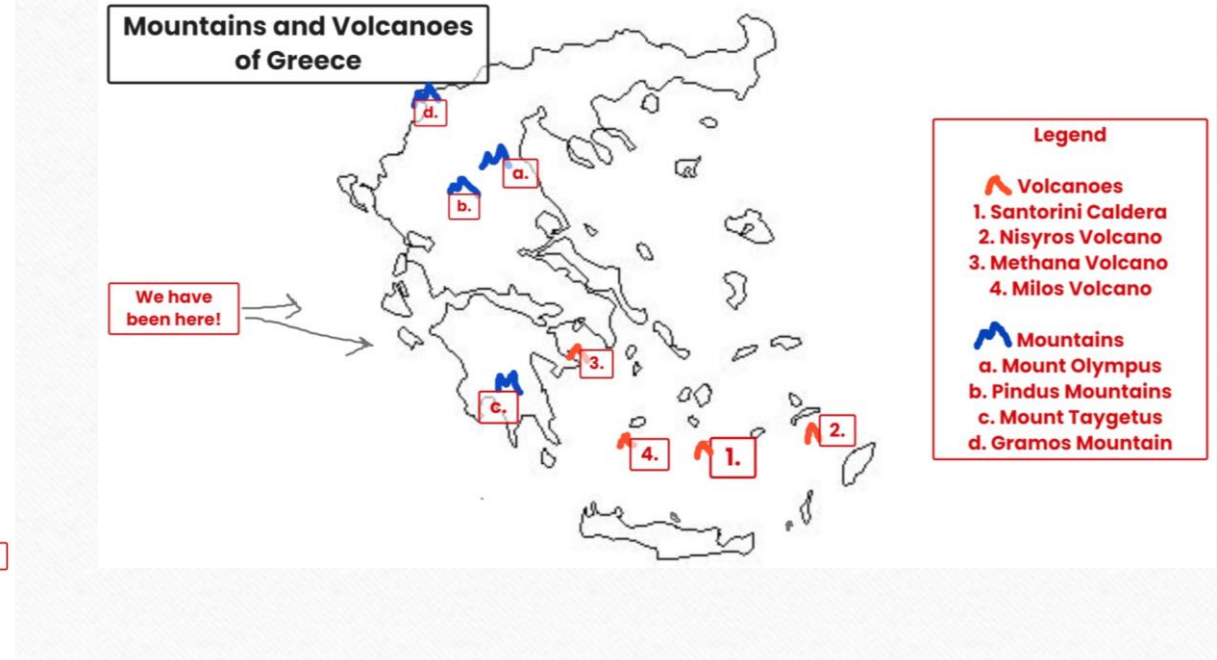 Mountains and Volcanoes
of Greece
d.
a.
b.
We have
been here!
3.
c.
2.
4.
1.
Legend
Volcanoes
1. Santorini Caldera
2. Nisyros Volcano
3. Methana Volcano
4. Milos Volcano
Mountains
a. Mount Olympus
b. Pindus Mountains
c. Mount Taygetus
d. Gramos Mountain